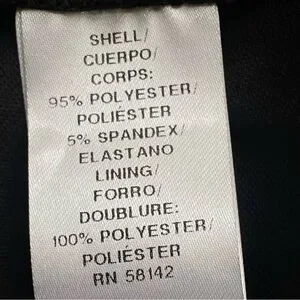 SHELL/
CUERPO/
CORPS:
95% POLYESTER/
POLIÉSTER
5% SPANDEX/
ELASTANO
LINING/
FORRO/
DOUBLURE:
100% POLYESTER/
POLIÉSTER
RN 58142